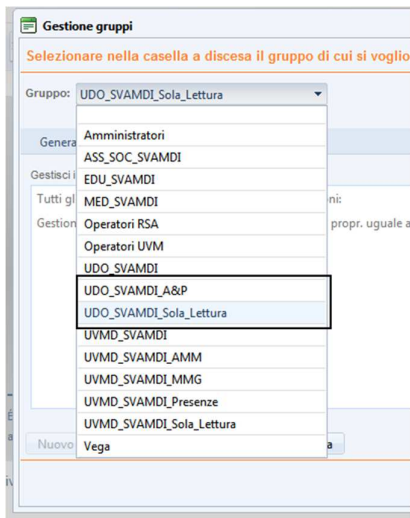 Gestione gruppi
Selezionare nella casella a discesa il gruppo di cui si voglio
Gruppo: UDO_SVAMDI_Sola_Lettura
Amministratori
Genera
ASS_SOC_SVAMDI
Gestisci i
EDU_SVAMDI
Tutti gl
MED_SVAMDI
oni:
Gestion
Operatori RSA
propr. uguale a
Operatori UVM
UDO_SVAMDI
UDO_SVAMDI_A&P
UDO_SVAMDI_Sola_Lettura
UVMD_SVAMDI
UVMD_SVAMDI_AMM
UVMD_SVAMDI_MMG
UVMD_SVAMDI_Presenze
UVMD_SVAMDI_Sola_Lettura
Nuovo
Vega
a